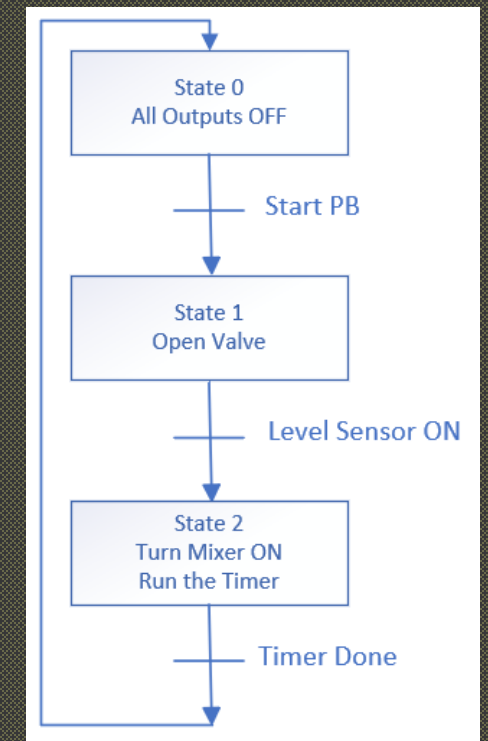 State 0
All Outputs OFF
Start PB
State 1
Open Valve
Level Sensor ON
State 2
Turn Mixer ON
Run the Timer
Timer Done